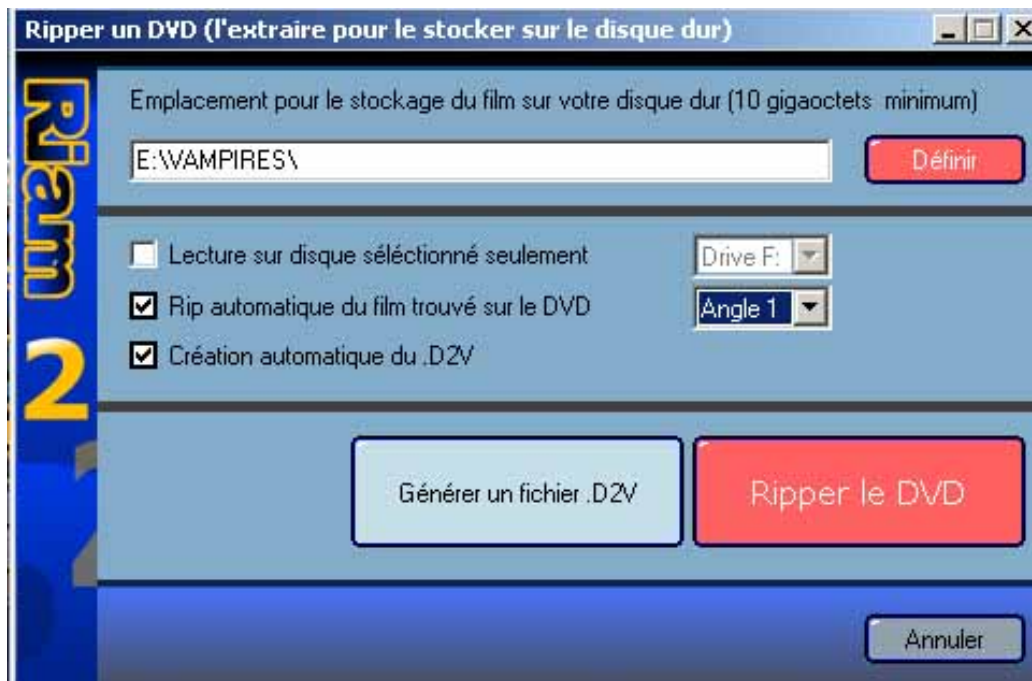 Ripper un DVD (l'extraire pour le stocker sur le disque dur)
Riam 2
Emplacement pour le stockage du film sur votre disque dur (10 gigaoctets minimum)
E:\VAMPIRES\
Définir
Lecture sur disque séléctionné seulement
Drive F:
Rip automatique du film trouvé sur le DVD
Angle 1
Création automatique du .D2V
Générer un fichier .D2V
Ripper le DVD
Annuler